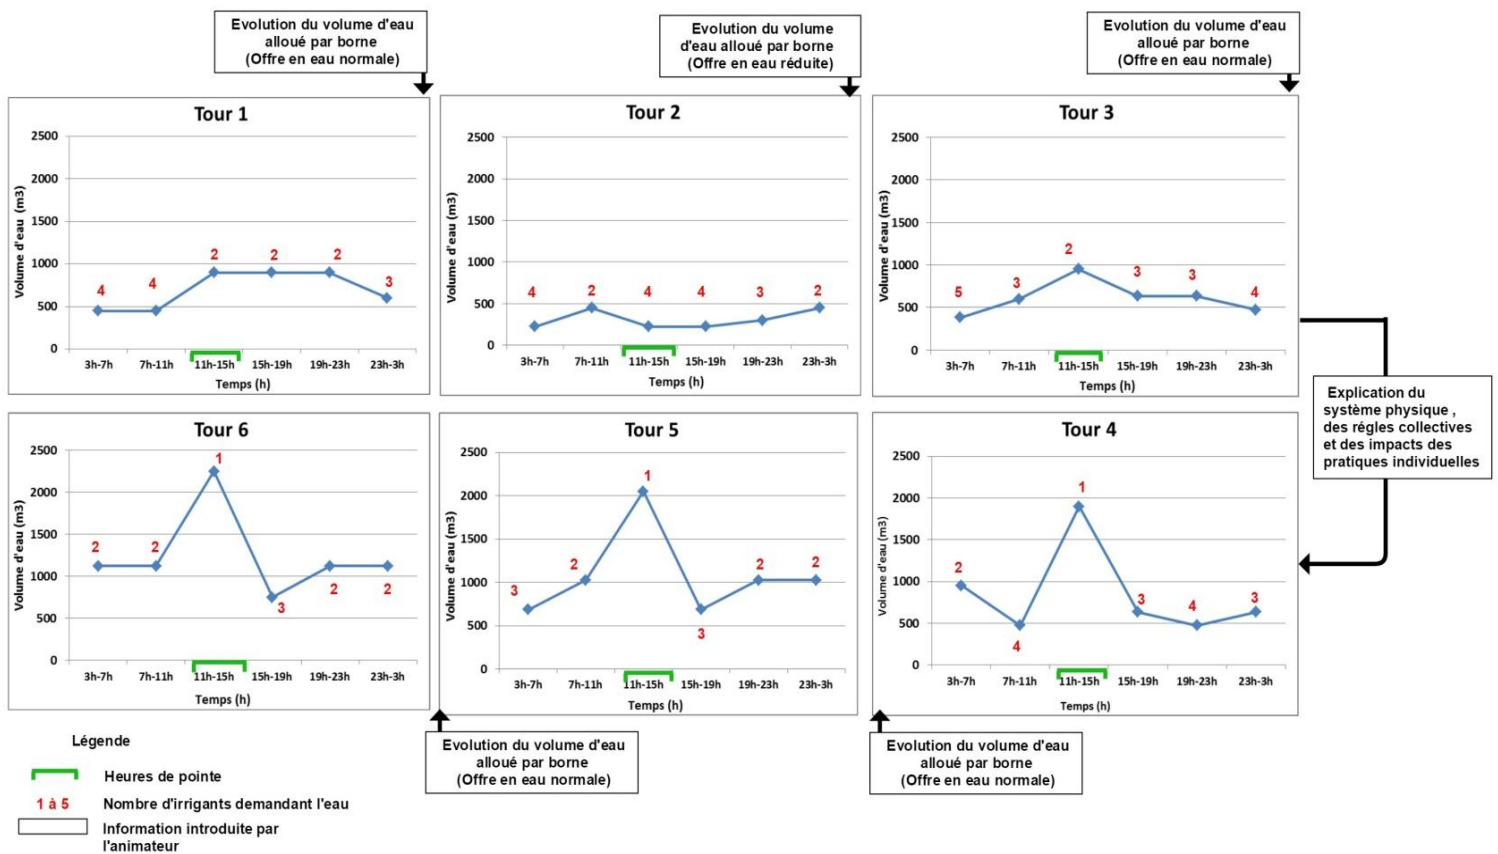 Evolution du volume d'eau
alloué par borne
(Offre en eau normale)
Evolution du volume
d'eau alloué par borne
(Offre en eau réduite)
Evolution du volume d'eau
alloué par borne
(Offre en eau normale)
Tour 1
2500
2000
1500
1000
500
0
Volume d'eau (m3)
4
4
2
2
2
3
3h-7h 7h-11h 11h-15h 15h-19h 19h-23h 23h-3h
Temps (h)
Tour 2
2500
2000
1500
1000
500
0
Volume d'eau (m3)
4
2
4
4
3
2
3h-7h 7h-11h 11h-15h 15h-19h 19h-23h 23h-3h
Temps (h)
Tour 3
2500
2000
1500
1000
500
0
Volume d'eau (m3)
5
3
2
3
3
4
3h-7h 7h-11h 11h-15h 15h-19h 19h-23h 23h-3h
Temps (h)
Explication du
système physique ,
des régles collectives
et des impacts des
pratiques individuelles
Tour 6
2500
2000
1500
1000
500
0
Volume d'eau (m3)
2
2
1
3
2
2
3h-7h 7h-11h 11h-15h 15h-19h 19h-23h 23h-3h
Temps (h)
Tour 5
2500
2000
1500
1000
500
0
Volume d'eau (m3)
3
2
1
3
2
2
3h-7h 7h-11h 11h-15h 15h-19h 19h-23h 23h-3h
Temps (h)
Tour 4
2500
2000
1500
1000
500
0
Volume d'eau (m3)
2
4
1
3
4
3
3h-7h 7h-11h 11h-15h 15h-19h 19h-23h 23h-3h
Temps (h)
Evolution du volume d'eau
alloué par borne
(Offre en eau normale)
Evolution du volume d'eau
alloué par borne
(Offre en eau normale)
Légende
Heures de pointe
1 à 5 Nombre d'irrigants demandant l'eau
Information introduite par
l'animateur